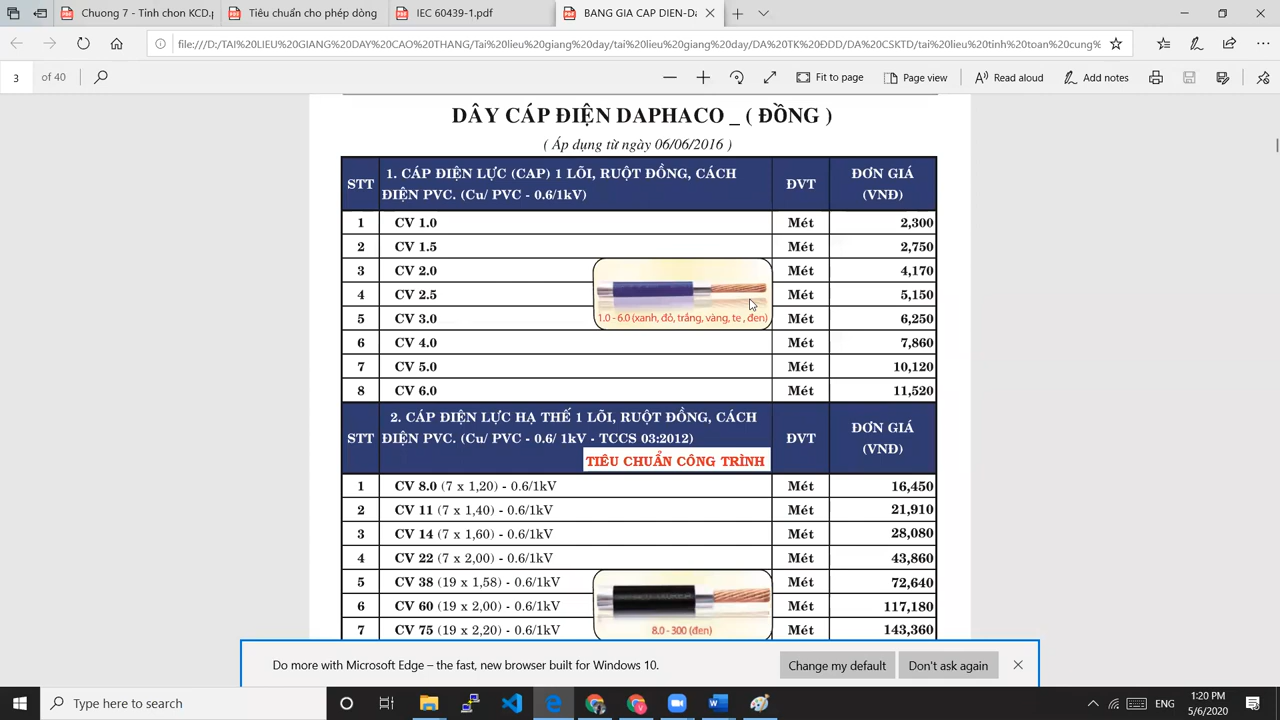 Chuong 7 - Tinh chon KCD.p
Tiêu chuẩn cho phép dòng
IEC 60439-1.pdf
BANG GIA CAP DIEN-Da
file:///D:/TAI%20LIEU%20GIANG%20DAY%20CAO%20THANG/Tai%20lieu%20giang%20day/tai%20lieu%20giang%20day/DA%20TK%20ĐDD/DA%20CSKTD/tai%20lieu%20tinh%20toan%20cung%
3 of 40
Fit to page
Page view
Read aloud
Add notes
DÂY CÁP ĐIỆN DAPHACO _ ( ĐỒNG )
( Áp dụng từ ngày 06/06/2016 )
STT 1. CÁP ĐIỆN LỰC (CAP) 1 LÕI, RUỘT ĐỒNG, CÁCH ĐVT ĐƠN GIÁ
ĐIỆN PVC. (Cu/ PVC - 0.6/1kV) (VNĐ)
1 CV 1.0 Mét 2,300
2 CV 1.5 Mét 2,750
3 CV 2.0 Mét 4,170
4 CV 2.5 Mét 5,150
5 CV 3.0 1.0 - 6.0 (xanh, đỏ, trắng, vàng, te , đen) Mét 6,250
6 CV 4.0 Mét 7,860
7 CV 5.0 Mét 10,120
8 CV 6.0 Mét 11,520
STT 2. CÁP ĐIỆN LỰC HẠ THẾ 1 LÕI, RUỘT ĐỒNG, CÁCH ĐVT ĐƠN GIÁ
ĐIỆN PVC. (Cu/ PVC - 0.6/ 1kV - TCCS 03:2012) (VNĐ)
TIÊU CHUẨN CÔNG TRÌNH
1 CV 8.0 (7 x 1,20) - 0.6/1kV Mét 16,450
2 CV 11 (7 x 1,40) - 0.6/1kV Mét 21,910
3 CV 14 (7 x 1,60) - 0.6/1kV Mét 28,080
4 CV 22 (7 x 2,00) - 0.6/1kV Mét 43,860
5 CV 38 (19 x 1,58) - 0.6/1kV Mét 72,640
6 CV 60 (19 x 2,00) - 0.6/1kV Mét 117,180
7 CV 75 (19 x 2,20) - 0.6/1kV 8.0 - 300 (đen) Mét 143,360
Do more with Microsoft Edge – the fast, new browser built for Windows 10.
Change my default
Don't ask again
Type here to search
ENG
1:20 PM
5/6/2020